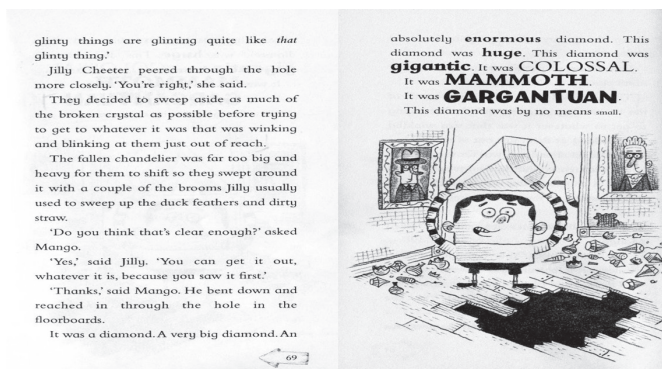 glinty things are glinting quite like that
glinty thing.'
Jilly Cheeter peered through the hole
more closely. 'You're right,' she said.
They decided to sweep aside as much of
the broken crystal as possible before trying
to get to whatever it was that was winking
and blinking at them just out of reach.
The fallen chandelier was far too big and
heavy for them to shift so they swept around
it with a couple of the brooms Jilly usually
used to sweep up the duck feathers and dirty
straw.
'Do you think that's clear enough?' asked
Mango.
'Yes,' said Jilly. 'You can get it out,
whatever it is, because you saw it first.'
'Thanks,' said Mango. He bent down and
reached in through the hole in the
floorboards.
It was a diamond. A very big diamond. An
69
absolutely enormous diamond. This
diamond was huge. This diamond was
gigantic. It was COLOSSAL.
It was MAMMOTH.
It was GARGANTUAN.
This diamond was by no means small.